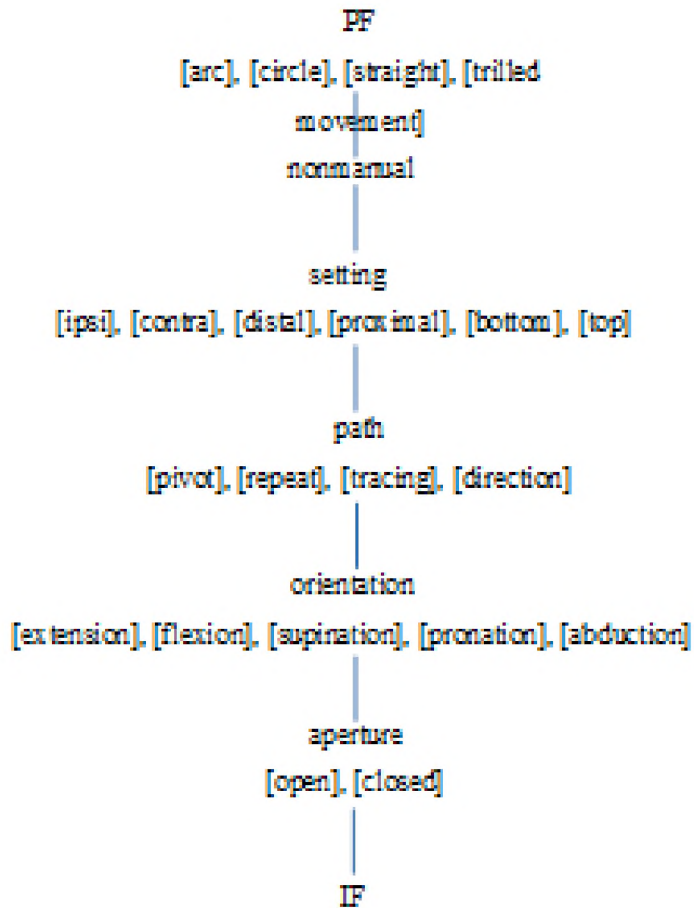 PF
[arc], [circle], [straight], [trilled
movement]
nonmanual
setting
[ipsi], [contra), [distal], [proximal], [bottom], [top]
path
[pivot], [repeat], [tracing], [direction]
orientation
[extension], [flexion], [supination], [pronation], [abduction]
aperture
[open], [closed]
IF